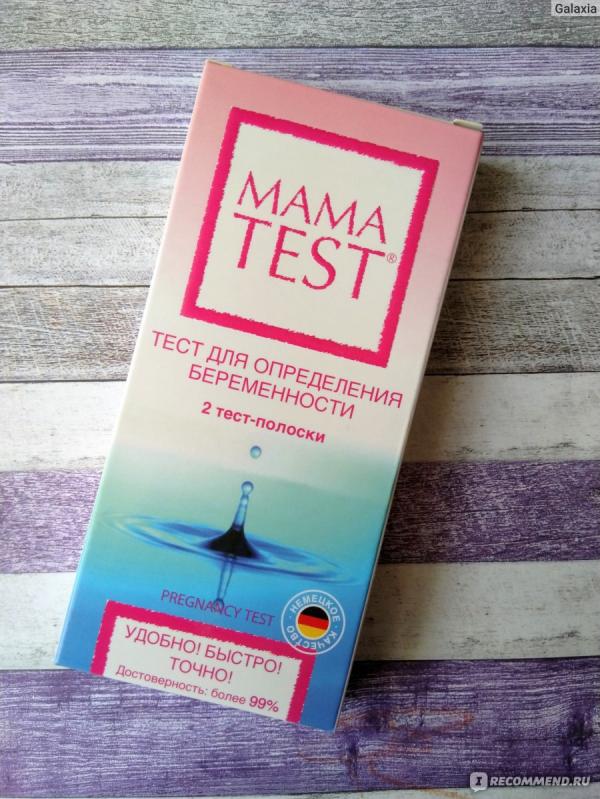 Galaxia
MAMA
TEST®
ТЕСТ ДЛЯ ОПРЕДЕЛЕНИЯ
БЕРЕМЕННОСТИ
2 тест-полоски
PREGNANCY TEST
НЕМЕЦКОЕ КАЧЕСТВО
УДОБНО! БЫСТРО!
ТОЧНО!
Достоверность: более 99%
I RECOMMEND.RU